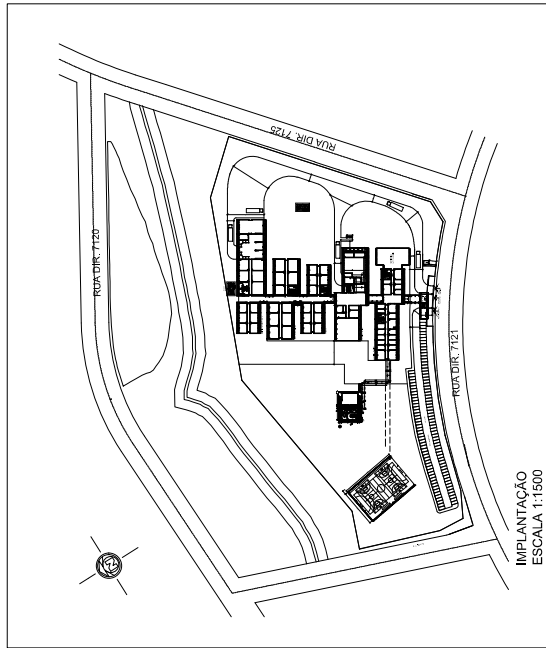 RUA DIR. 7125
RUA DIR. 7120
RUA DIR. 7121
IMPLANTAÇÃO
ESCALA 1:1500